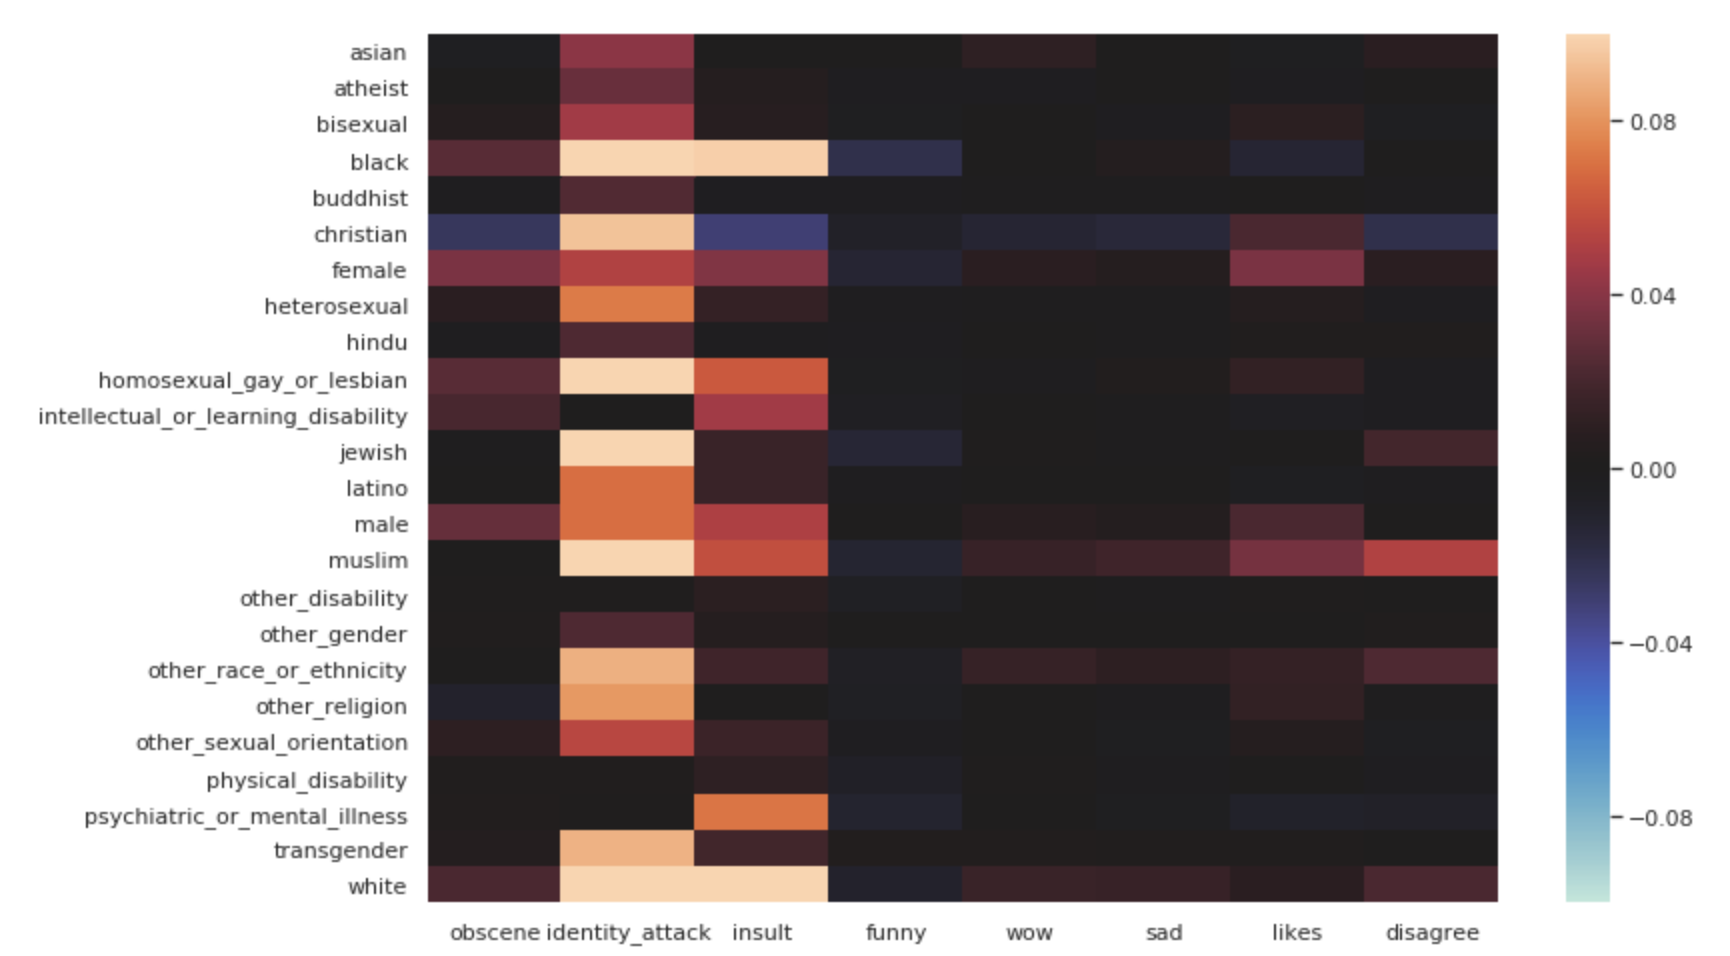 asian
atheist
bisexual
black
buddhist
christian
female
heterosexual
hindu
homosexual_gay_or_lesbian
intellectual_or_learning_disability
jewish
latino
male
muslim
other_disability
other_gender
other_race_or_ethnicity
other_religion
other_sexual_orientation
physical_disability
psychiatric_or_mental_illness
transgender
white
obscene identity_attack insult funny wow sad likes disagree
0.08
0.04
0.00
−0.04
−0.08